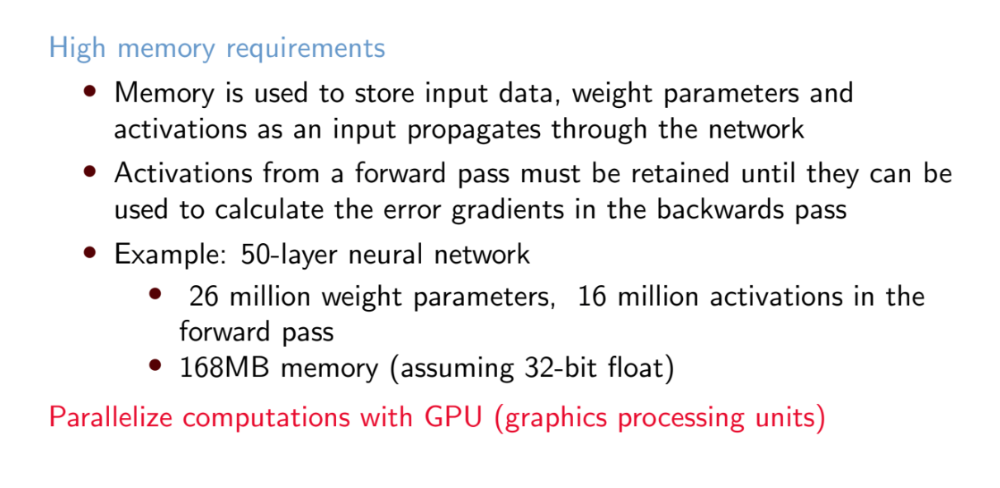 High memory requirements
• Memory is used to store input data, weight parameters and
activations as an input propagates through the network
• Activations from a forward pass must be retained until they can be
used to calculate the error gradients in the backwards pass
• Example: 50-layer neural network
• 26 million weight parameters, 16 million activations in the
forward pass
• 168MB memory (assuming 32-bit float)
Parallelize computations with GPU (graphics processing units)